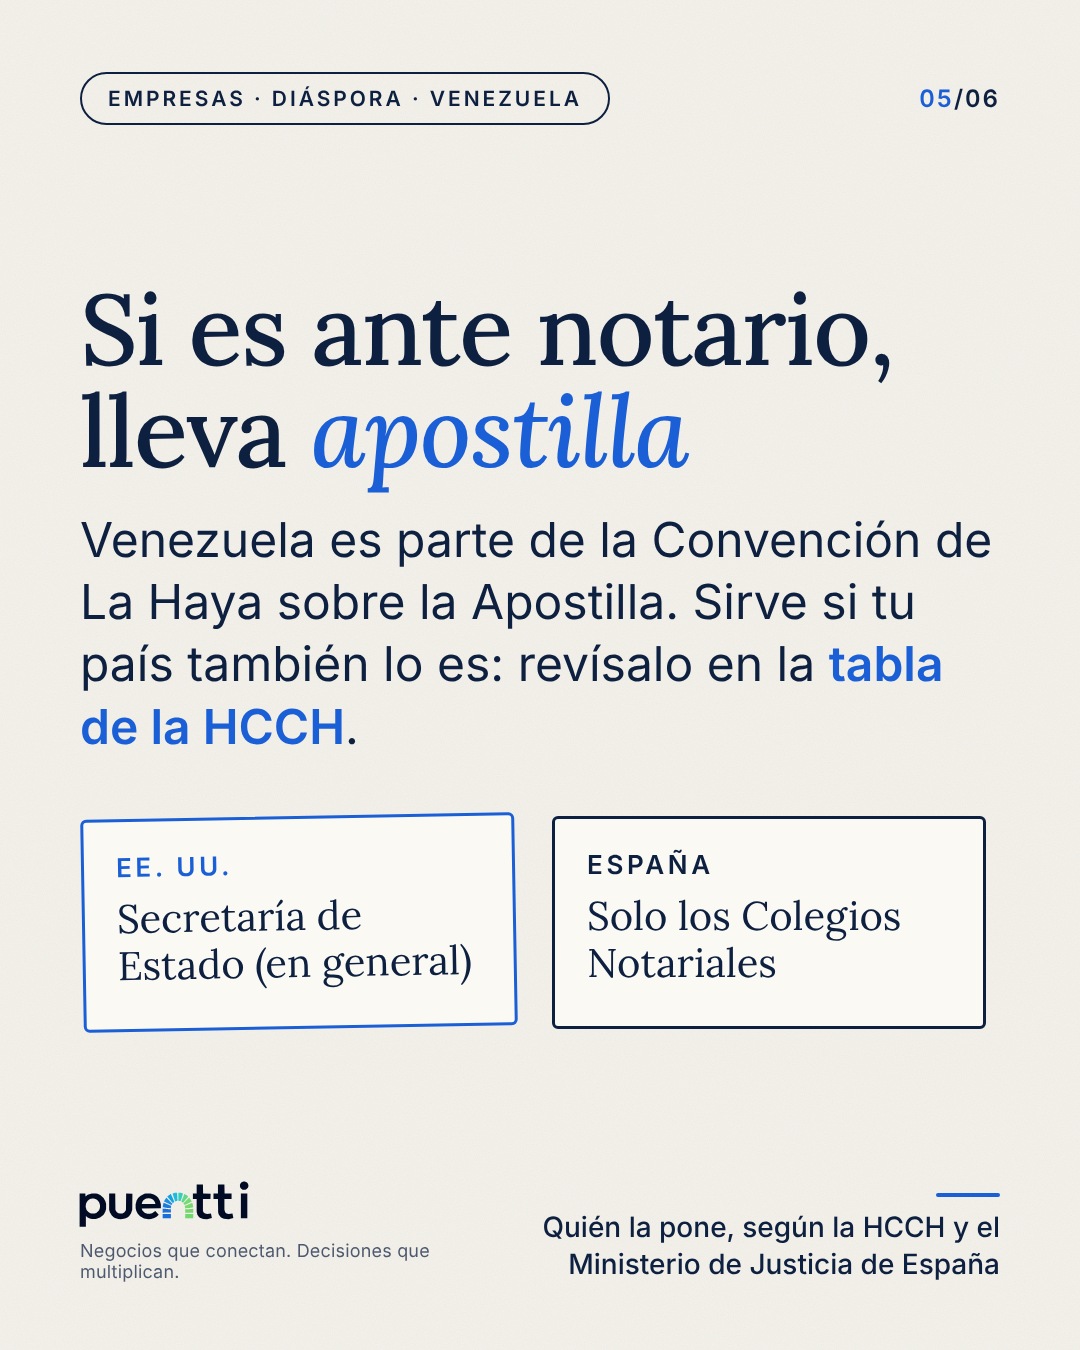 EMPRESAS · DIÁSPORA · VENEZUELA
05/06
Si es ante notario,
lleva apostilla
Venezuela es parte de la Convención de
La Haya sobre la Apostilla. Sirve si tu
país también lo es: revísalo en la tabla
de la HCCH.
EE. UU.
Secretaría de
Estado (en general)
ESPAÑA
Solo los Colegios
Notariales
puentti
Negocios que conectan. Decisiones que
multiplican.
Quién la pone, según la HCCH y el
Ministerio de Justicia de España